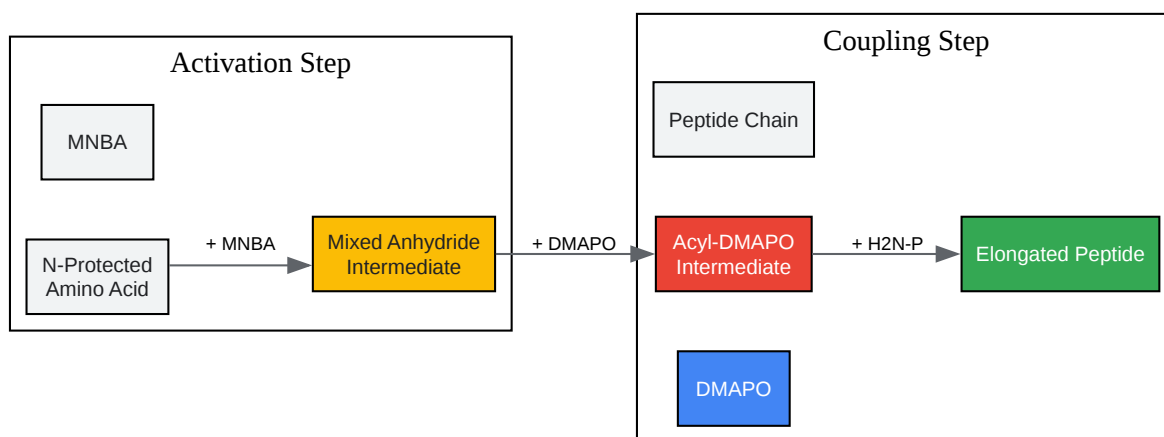 Activation Step
MNBA
N-Protected
Amino Acid
+ MNBA
Mixed Anhydride
Intermediate
+ DMAPO
Coupling Step
Peptide Chain
Acyl-DMAPO
Intermediate
+ H2N-P
Elongated Peptide
DMAPO